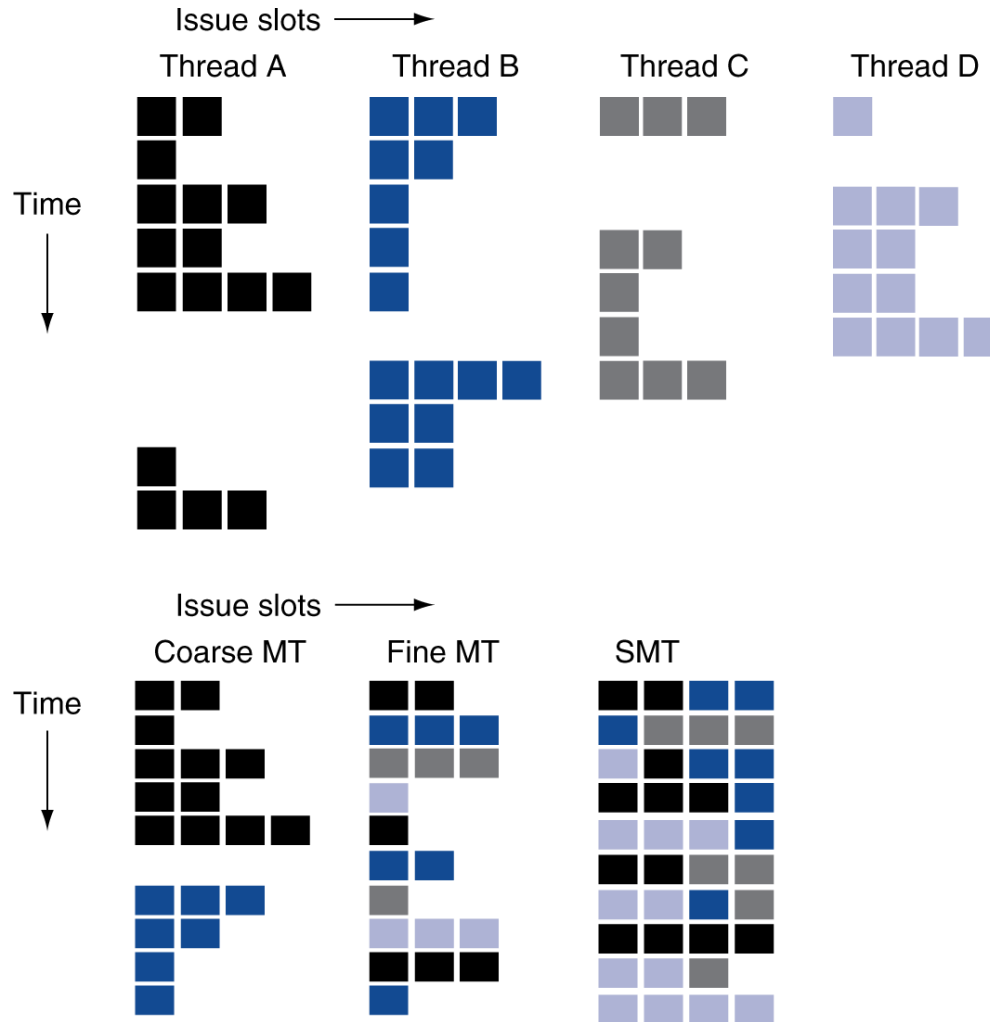 Issue slots
Thread A Thread B Thread C Thread D
Time
Issue slots
Coarse MT Fine MT SMT
Time